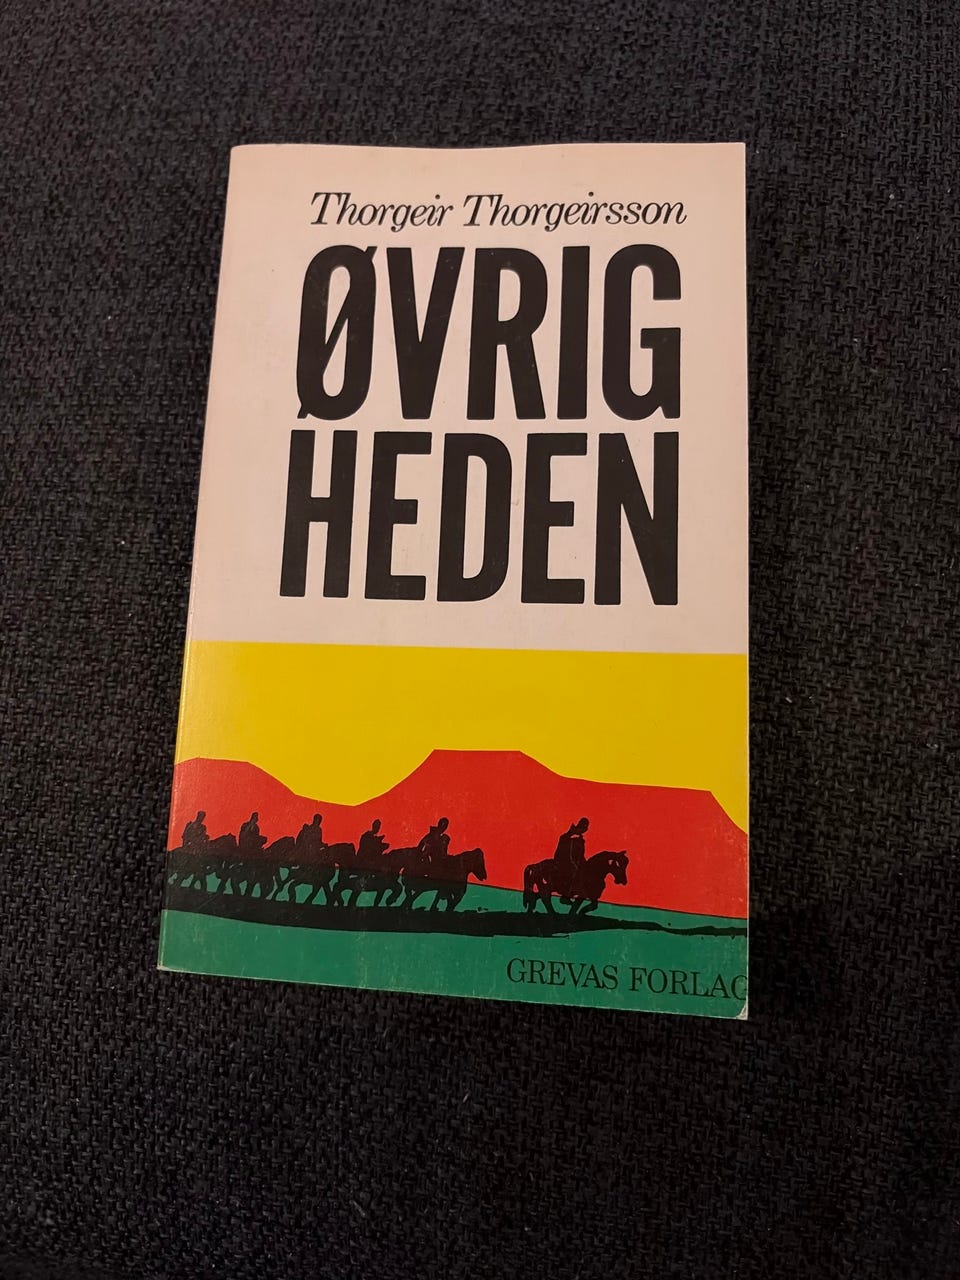 Thorgeir Thorgeirsson
ØVRIG
HEDEN
GREVAS FORLAG